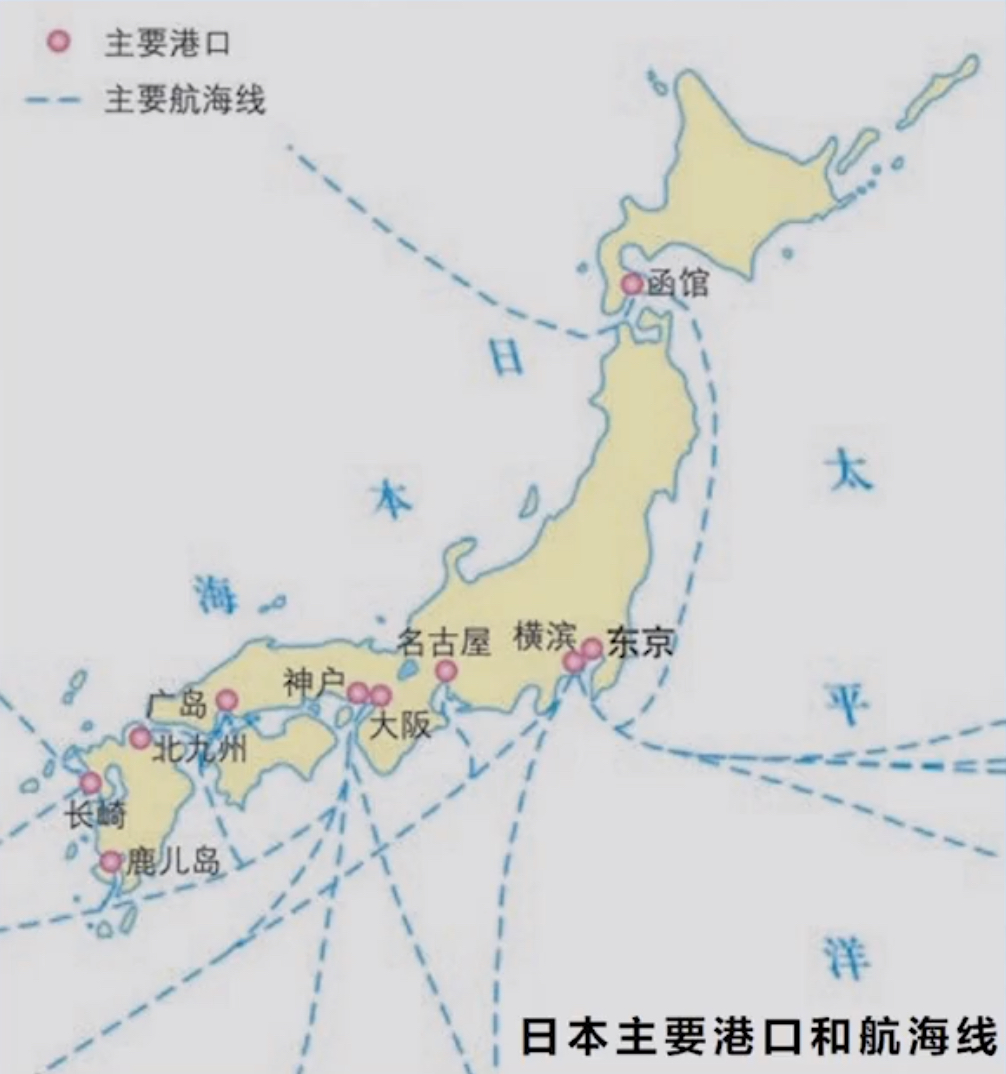 主要港口
主要航海线
函馆
日
本
海
太
平
洋
名古屋
横滨
东京
神户
广岛
大阪
北九州
长崎
鹿儿岛
日本主要港口和航海线